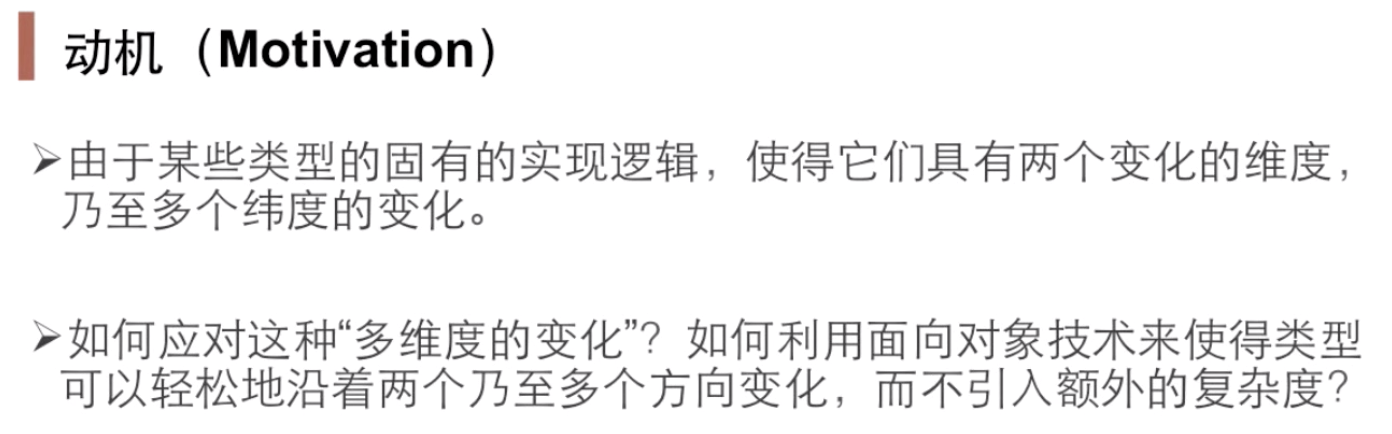 动机（Motivation）
➢由于某些类型的固有的实现逻辑，使得它们具有两个变化的维度，
乃至多个纬度的变化。
➢如何应对这种“多维度的变化”？如何利用面向对象技术来使得类型
可以轻松地沿着两个乃至多个方向变化，而不引入额外的复杂度？